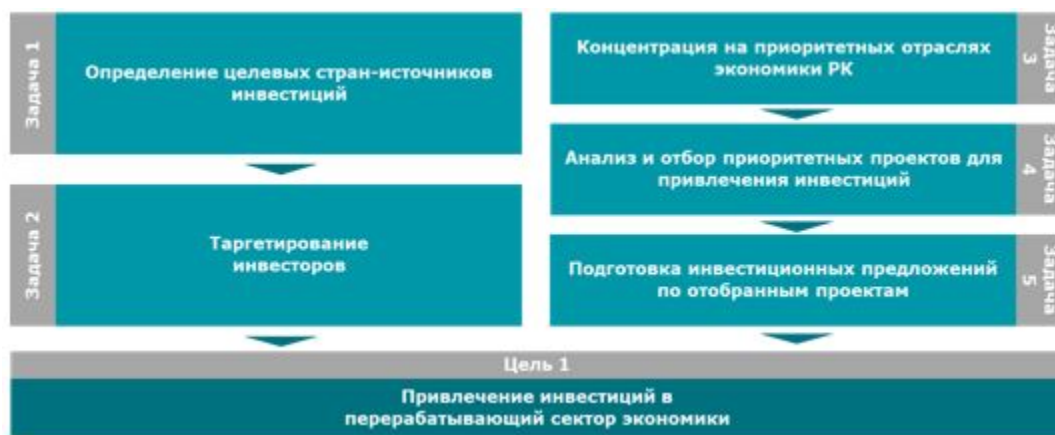 Задача 1
Определение целевых стран-источников
инвестиций
Задача 2
Таргетирование
инвесторов
Концентрация на приоритетных отраслях
экономики РК
Задача
3
Анализ и отбор приоритетных проектов для
привлечения инвестиций
Задача
4
Подготовка инвестиционных предложений
по отобранным проектам
Задача
5
Цель 1
Привлечение инвестиций в
перерабатывающий сектор экономики